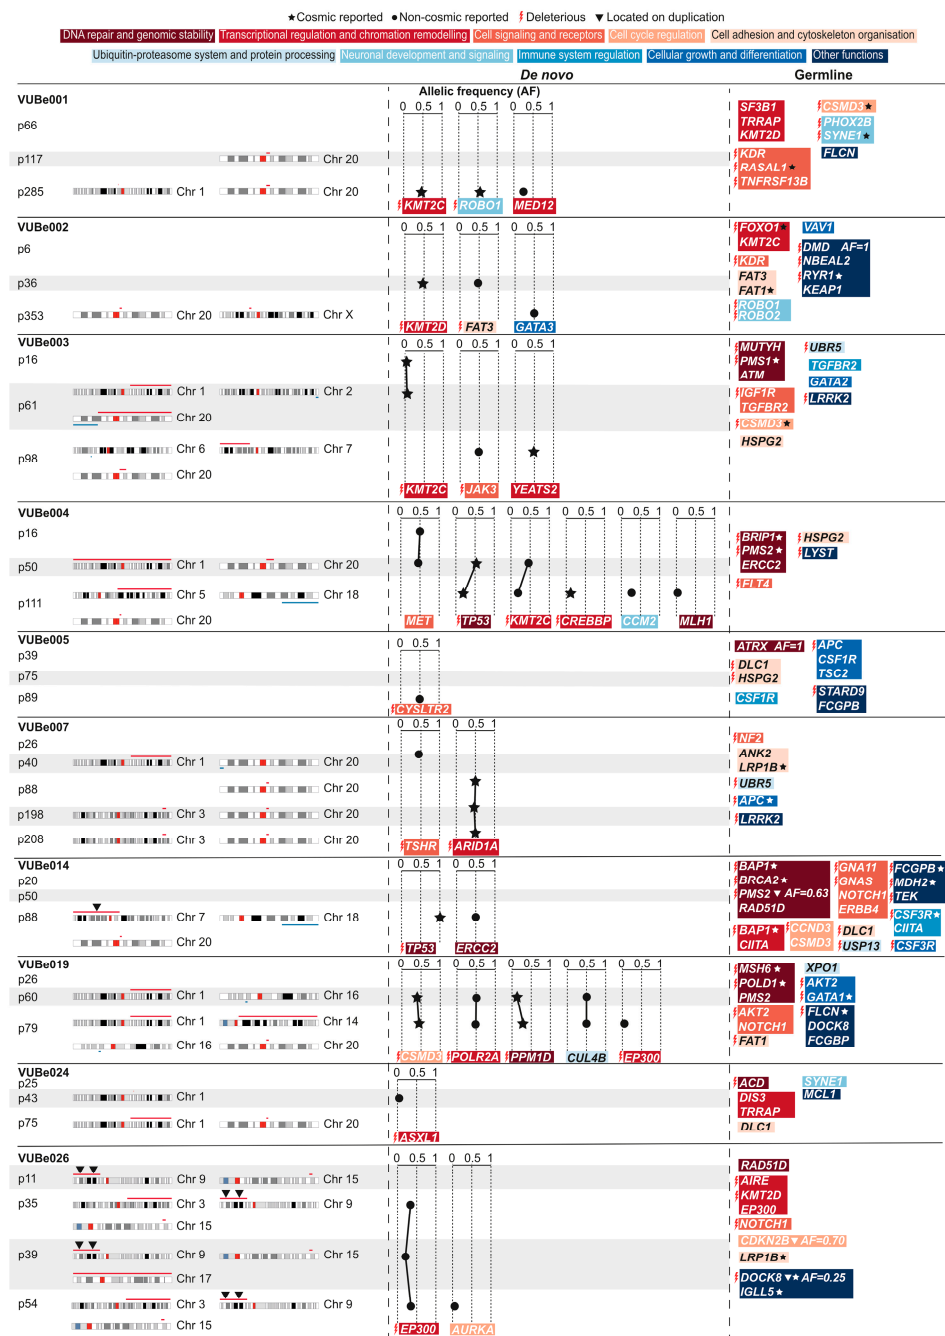 ★Cosmic reported ●Non-cosmic reported Deleterious ▼ Located on duplication
DNA repair and genomic stability Transcriptional regulation and chromation remodelling Cell signaling and receptors Cell cycle regulation Cell adhesion and cytoskeleton organisation
Ubiquitin-proteasome system and protein processing Neuronal development and signaling Immune system regulation Cellular growth and differentiation Other functions
De novo Germline
Allelic frequency (AF)
VUBe001
0 0.5 1 0 0.5 1 0 0.5 1
p66
p117 Chr 20
p285 Chr 1 Chr 20
KMT2C ROBO1 MED12
SF3B1
TRRAP
KMT2D
CSMD3★
PHOX2B
SYNE1★
KDR
RASAL1★
TNFRSF13B
FLCN
VUBe002
0 0.5 1 0 0.5 1 0 0.5 1
p6
p36
p353 Chr 20 Chr X
KMT2D FAT3 GATA3
FOXO1★
KMT2C
VAV1
DMD AF=1
NBEAL2
RYR1★
KEAP1
KDR
FAT3
FAT1★
ROBO1
ROBO2
VUBe003
0 0.5 1 0 0.5 1 0 0.5 1
p16
p61 Chr 1 Chr 2
Chr 20
p98 Chr 6 Chr 7
Chr 20
KMT2C JAK3 YEATS2
MUTYH
PMS1★
ATM
UBR5
TGFBR2
GATA2
LRRK2
IGF1R
TGFBR2
CSMD3★
HSPG2
VUBe004
0 0.5 1 0 0.5 1 0 0.5 1 0 0.5 1 0 0.5 1 0 0.5 1
p16
p50 Chr 1 Chr 20
p111 Chr 5 Chr 18
Chr 20
MET TP53 KMT2C CREBBP CCM2 MLH1
BRIP1★
PMS2★
ERCC2
HSPG2
LYST
FLT4
VUBe005
0 0.5 1
p39
p75
p89
CYSLTR2
ATRX AF=1
DLC1
HSPG2
CSF1R
APC
CSF1R
TSC2
STARD9
FCGPB
VUBe007
0 0.5 1 0 0.5 1
p26
p40 Chr 1 Chr 20
p88 Chr 20
p198 Chr 3 Chr 20
p208 Chr 3 Chr 20
TSHR ARID1A
NF2
ANK2
LRP1B★
UBR5
APC★
LRRK2
VUBe014
0 0.5 1 0 0.5 1
p20
p50
p88 ▼ Chr 7 Chr 18
Chr 20
TP53 ERCC2
BAP1★
BRCA2★
PMS2 ▼ AF=0.63
RAD51D
GNA11
GNAS
NOTCH1
ERBB4
FCGPB★
MDH2★
TEK
CSF3R★
CIITA
BAP1★
CIITA
CCND3
CSMD3
DLC1
USP13
CSF3R
VUBe019
0 0.5 1 0 0.5 1 0 0.5 1 0 0.5 1 0 0.5 1
p26
p60 Chr 1 Chr 16
p79 Chr 1 Chr 14
Chr 16 Chr 20
CSMD3 POLR2A PPM1D CUL4B EP300
MSH6★
POLD1★
PMS2
XPO1
AKT2
GATA1★
AKT2
NOTCH1
FAT1
FLCN★
DOCK8
FCGBP
VUBe024
0 0.5 1
p25
p43 Chr 1
p75 Chr 1 Chr 20
ASXL1
ACD
DIS3
TRRAP
DLC1
SYNE1
MCL1
VUBe026
0 0.5 1 0 0.5 1
p11 ▼ ▼ Chr 9 Chr 15
p35 Chr 3 ▼ ▼ Chr 9
Chr 15
p39 ▼ ▼ Chr 9 Chr 15
Chr 17
p54 Chr 3 ▼ ▼ Chr 9
Chr 15
EP300 AURKA
RAD51D
AIRE
KMT2D
EP300
NOTCH1
CDKN2B▼AF=0.70
LRP1B★
DOCK8 ▼★ AF=0.25
IGLL5★